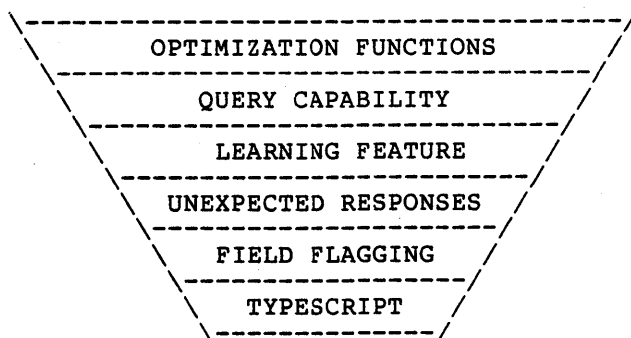 OPTIMIZATION FUNCTIONS
QUERY CAPABILITY
LEARNING FEATURE
UNEXPECTED RESPONSES
FIELD FLAGGING
TYPESCRIPT